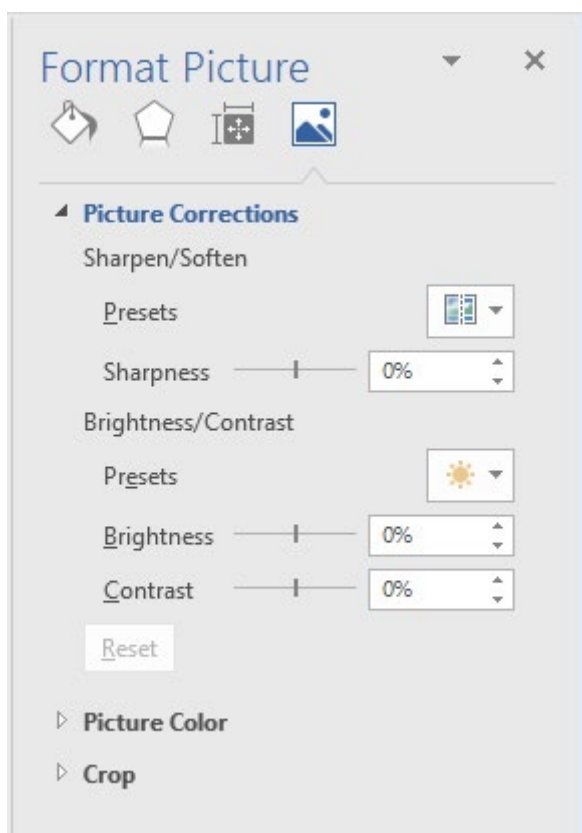 Format Picture
Picture Corrections
Sharpen/Soften
Presets
Sharpness 0%
Brightness/Contrast
Presets
Brightness 0%
Contrast 0%
Reset
Picture Color
Crop